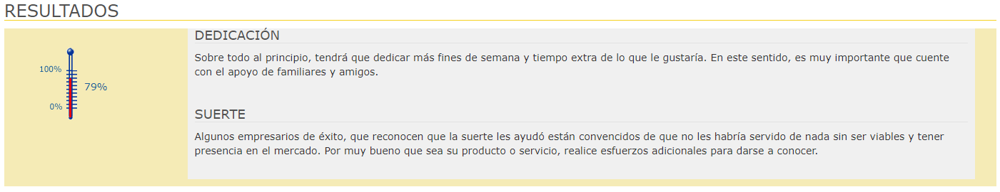 RESULTADOS
DEDICACIÓN
Sobre todo al principio, tendrá que dedicar más fines de semana y tiempo extra de lo que le gustaría. En este sentido, es muy importante que cuente
con el apoyo de familiares y amigos.
100%
79%
0%
SUERTE
Algunos empresarios de éxito, que reconocen que la suerte les ayudó están convencidos de que no les habría servido de nada sin ser viables y tener
presencia en el mercado. Por muy bueno que sea su producto o servicio, realice esfuerzos adicionales para darse a conocer.